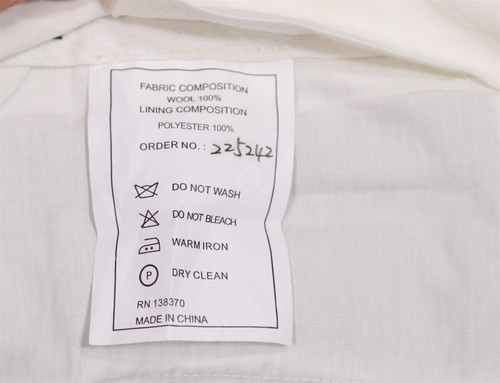 FABRIC COMPOSITION
WOOL 100%
LINING COMPOSITION
POLYESTER 100%
ORDER NO. : 225242
DO NOT WASH
DO NOT BLEACH
WARM IRON
P DRY CLEAN
RN 138370
MADE IN CHINA